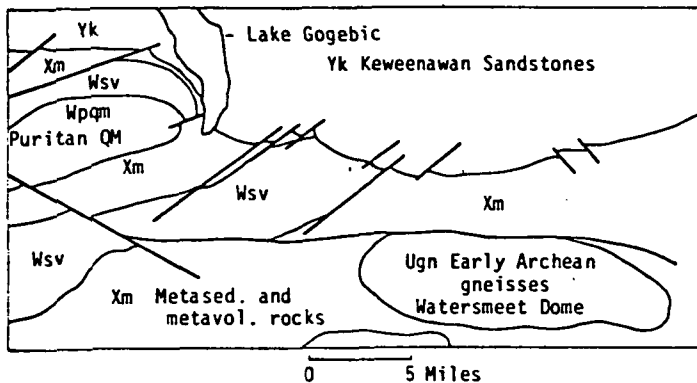 Yk
Lake Gogebic
Yk Keweenawan Sandstones
Xm
Wsv
Wpqm
Puritan QM
Xm
Wsv
Xm
Wsv
Ugn Early Archean
gneisses
Watersmeet Dome
Xm Metased. and
metavol. rocks
0 5 Miles